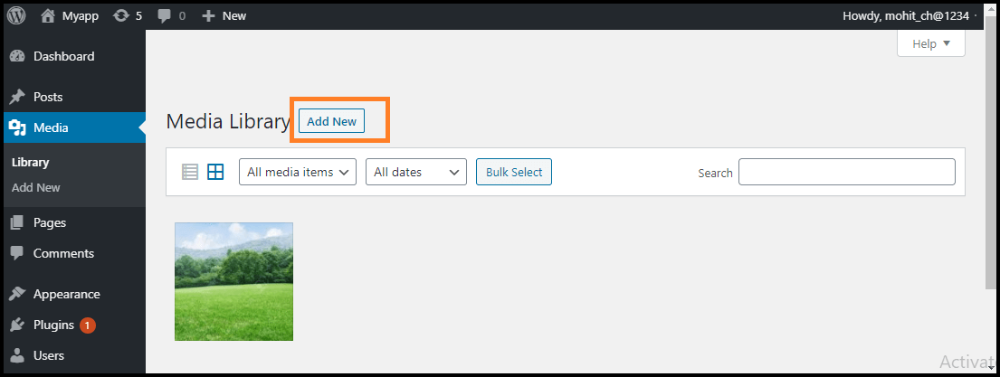 Myapp 5 0 New Howdy, mohit_ch@1234
Help
Dashboard
Posts
Media
Library
Add New
Pages
Comments
Appearance
Plugins 1
Users
Media Library Add New
All media items All dates Bulk Select Search
Activat